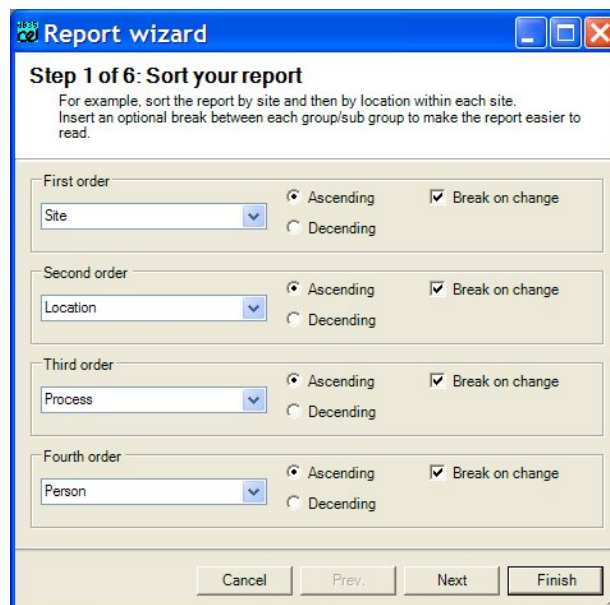 Report wizard
Step 1 of 6: Sort your report
For example, sort the report by site and then by location within each site.
Insert an optional break between each group/sub group to make the report easier to
read.
First order
Site
Ascending
Break on change
Decending
Second order
Location
Ascending
Break on change
Decending
Third order
Process
Ascending
Break on change
Decending
Fourth order
Person
Ascending
Break on change
Decending
Cancel
Prev.
Next
Finish